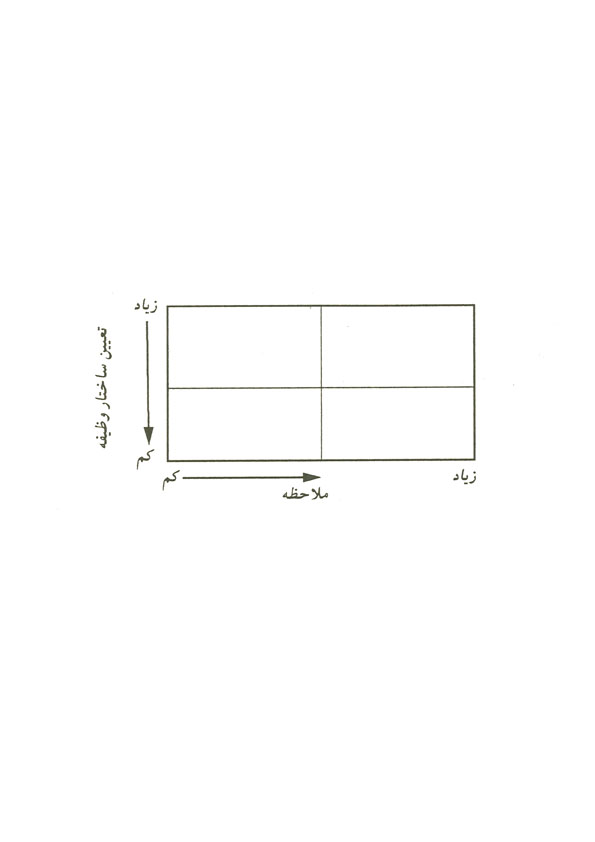 زیاد
تعیین ساختار وظیفه
کم
کم
زیاد
ملاحظه